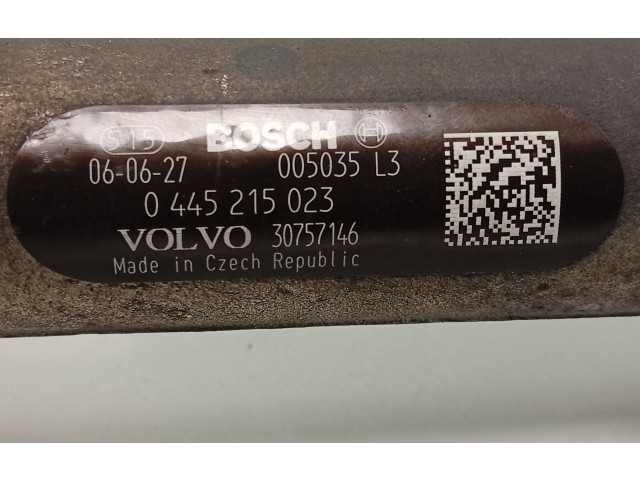 S15 BOSCH
06-06-27 005035 L3
0 445 215 023
VOLVO 30757146
Made in Czech Republic